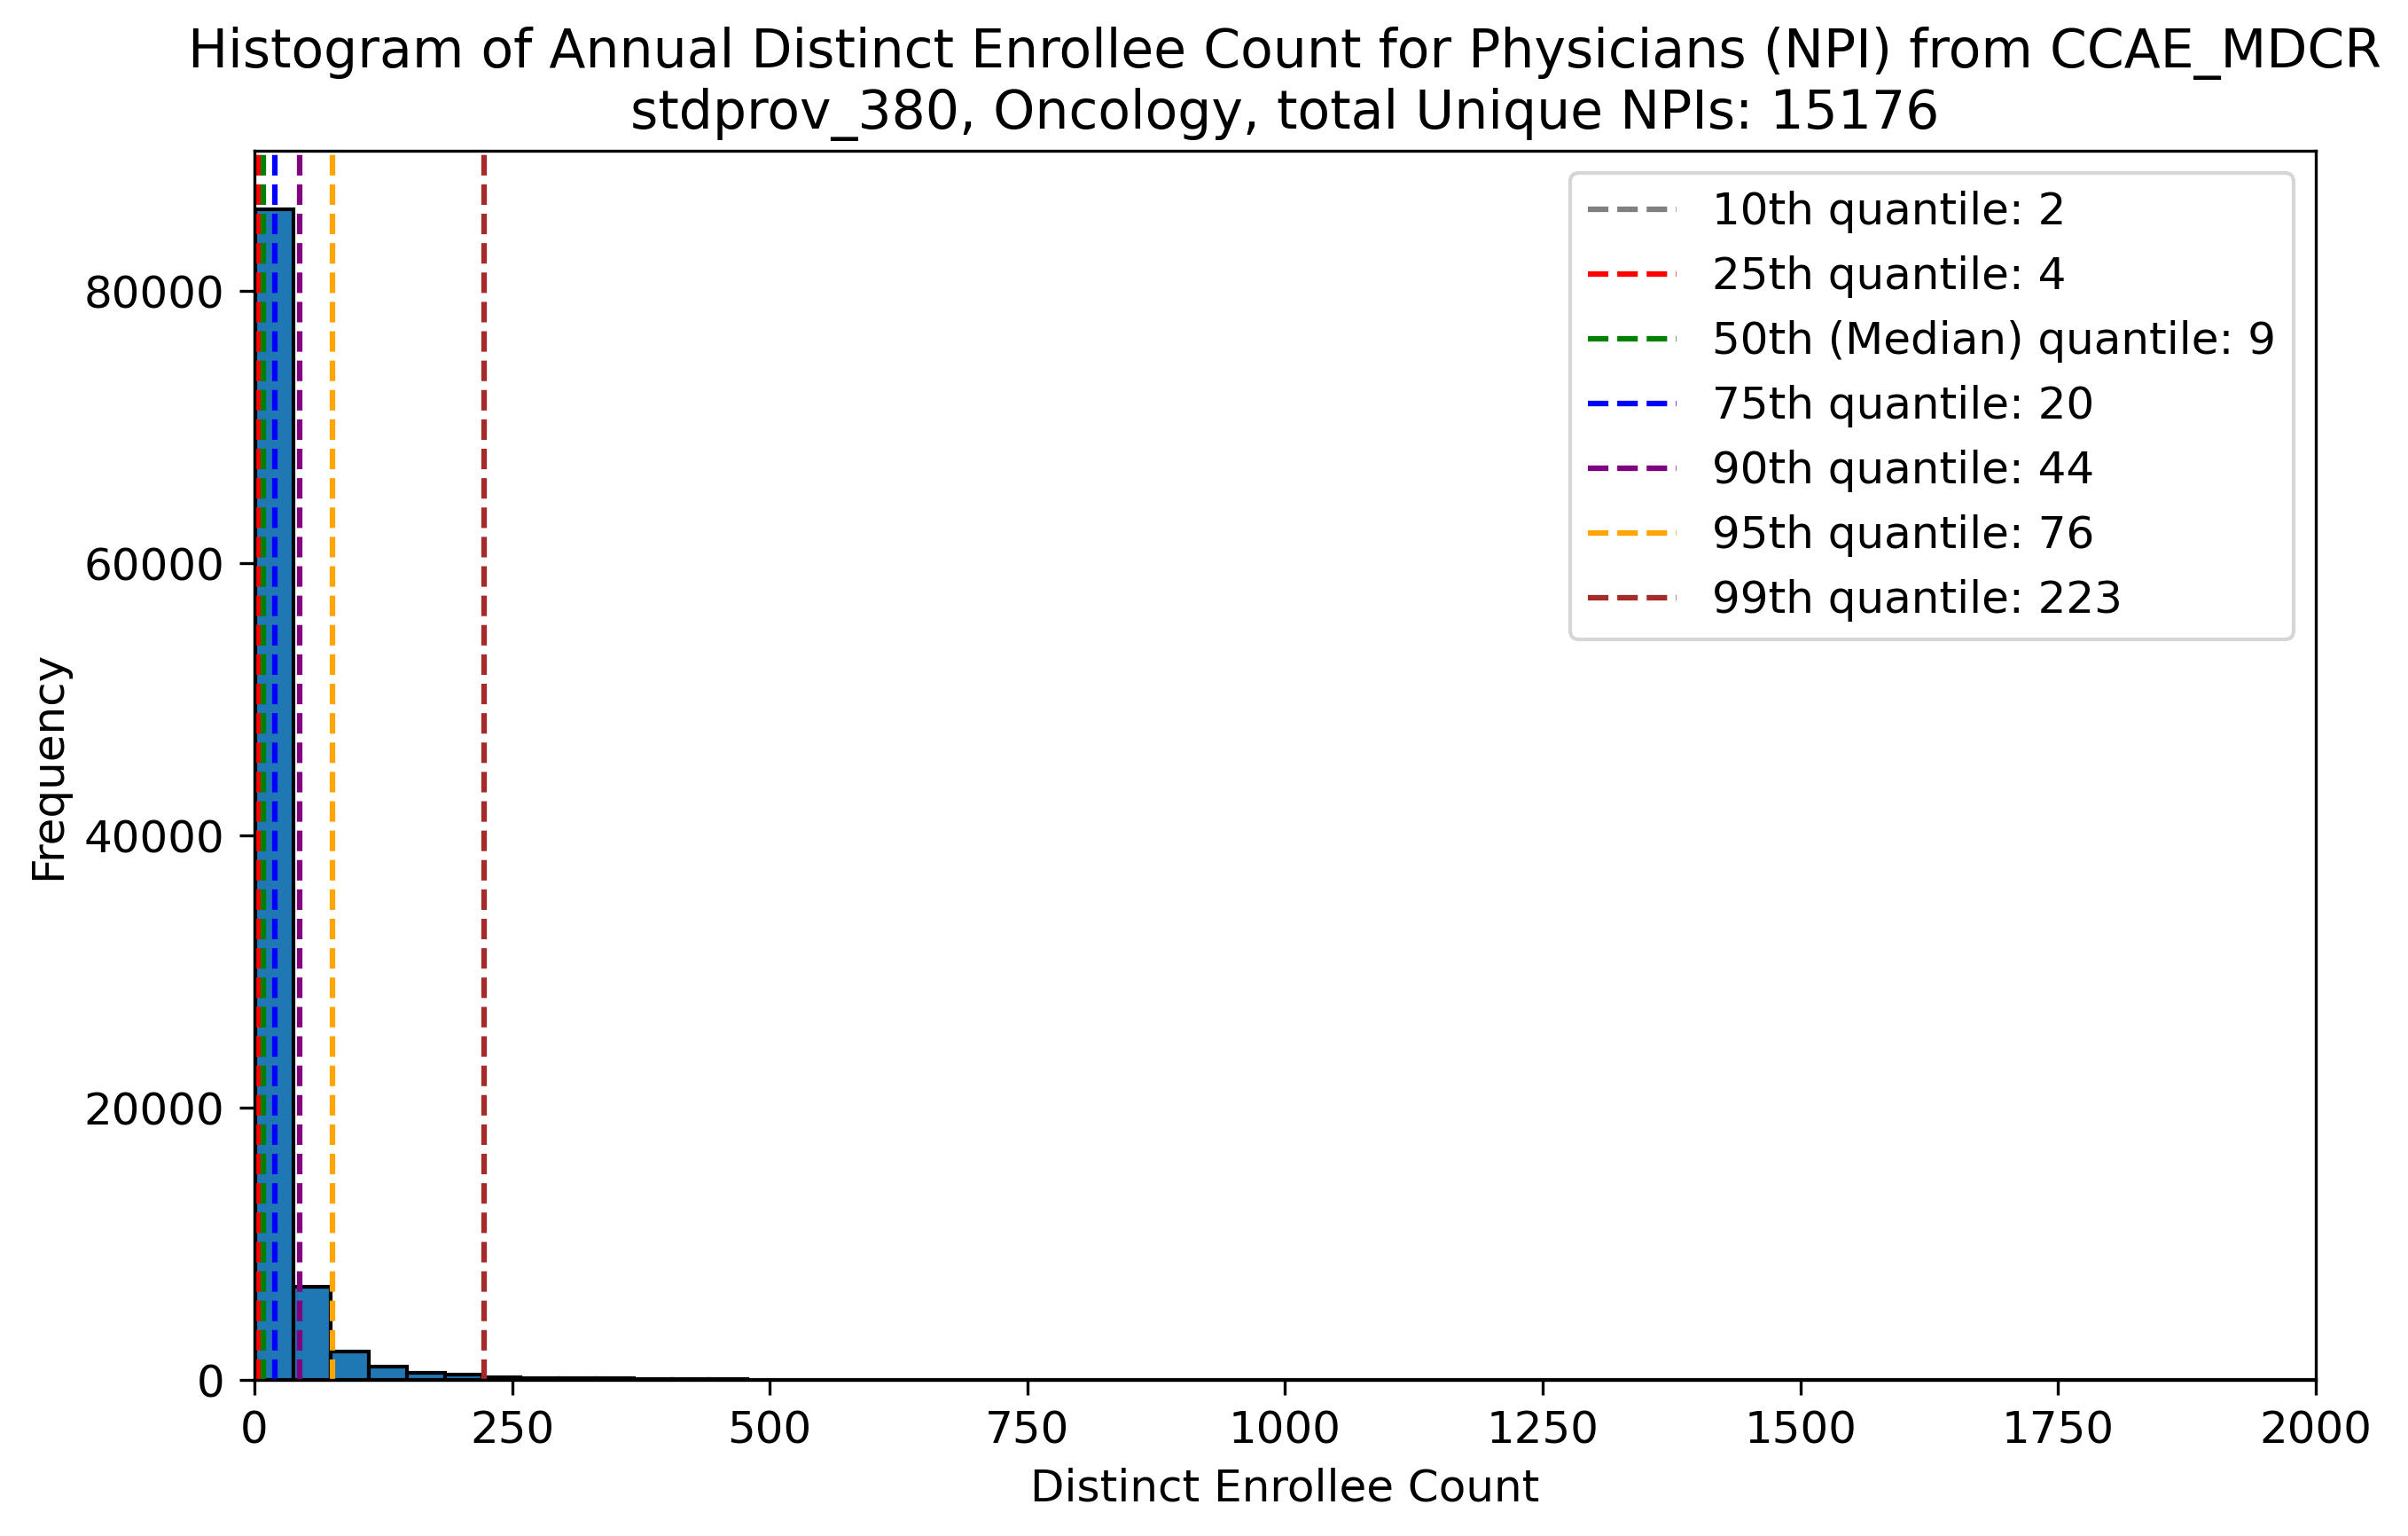 Histogram of Annual Distinct Enrollee Count for Physicians (NPI) from CCAE_MDCR
stdprov_380, Oncology, total Unique NPIs: 15176
10th quantile: 2
25th quantile: 4
50th (Median) quantile: 9
75th quantile: 20
90th quantile: 44
95th quantile: 76
99th quantile: 223
Frequency
80000
60000
40000
20000
0
0 250 500 750 1000 1250 1500 1750 2000
Distinct Enrollee Count